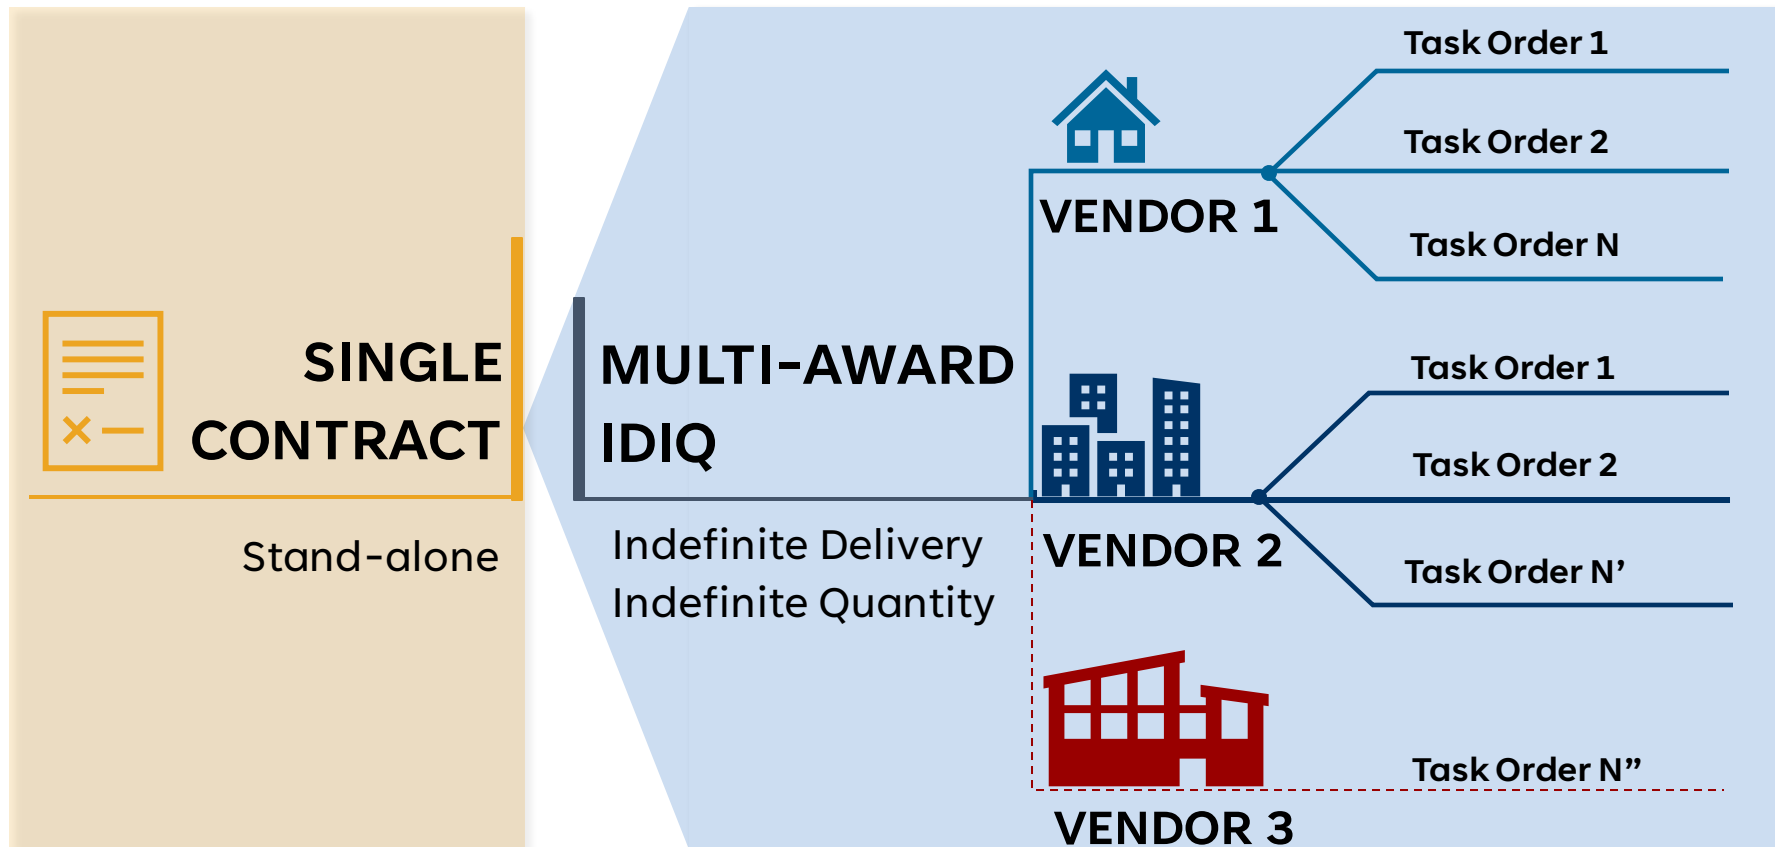 SINGLE
CONTRACT
Stand-alone
MULTI-AWARD
IDIQ
Indefinite Delivery
Indefinite Quantity
VENDOR 1
Task Order 1
Task Order 2
Task Order N
VENDOR 2
Task Order 1
Task Order 2
Task Order N’
VENDOR 3
Task Order N”